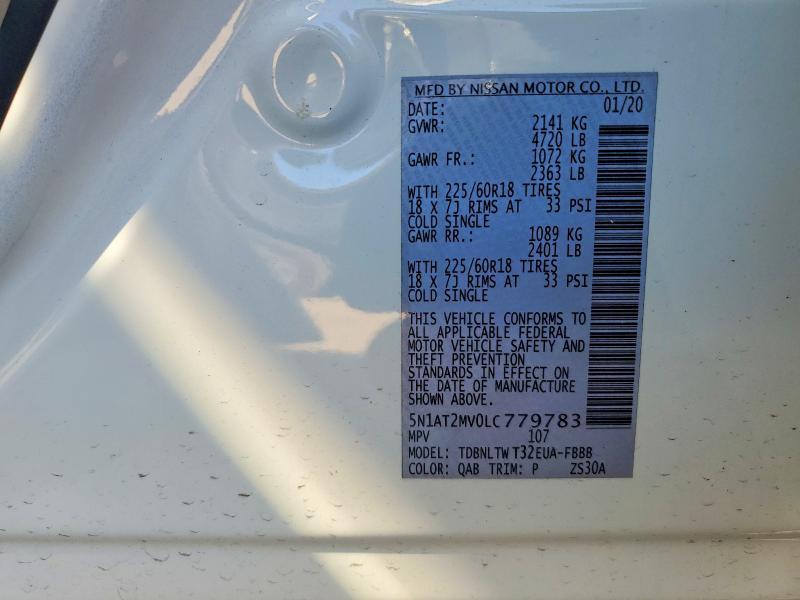 MFD BY NISSAN MOTOR CO., LTD.
DATE: 01/20
GVWR: 2141 KG
4720 LB
GAWR FR.: 1072 KG
2363 LB
WITH 225/60R18 TIRES
18 X 7J RIMS AT 33 PSI
COLD SINGLE
GAWR RR.: 1089 KG
2401 LB
WITH 225/60R18 TIRES
18 X 7J RIMS AT 33 PSI
COLD SINGLE
THIS VEHICLE CONFORMS TO
ALL APPLICABLE FEDERAL
MOTOR VEHICLE SAFETY AND
THEFT PREVENTION
STANDARDS IN EFFECT ON
THE DATE OF MANUFACTURE
SHOWN ABOVE.
5N1AT2MV0LC779783
MPV 107
MODEL: TDBNLTW T32EUA-FBBB
COLOR: QAB TRIM: P ZS30A